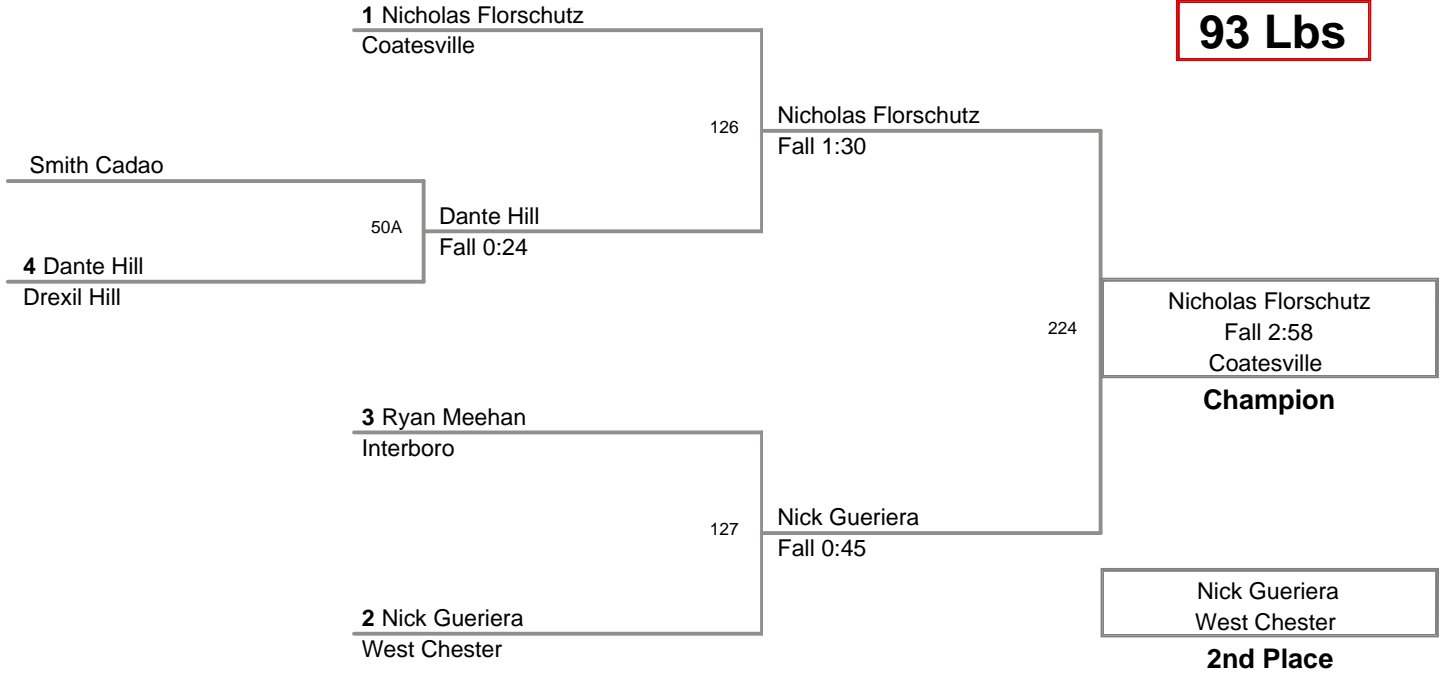 1 Nicholas Florschutz
Coatesville
93 Lbs
126
Nicholas Florschutz
Fall 1:30
Smith Cadao
50A
Dante Hill
Fall 0:24
4 Dante Hill
Drexil Hill
224
Nicholas Florschutz
Fall 2:58
Coatesville
Champion
3 Ryan Meehan
Interboro
127
Nick Gueriera
Fall 0:45
2 Nick Gueriera
West Chester
Nick Gueriera
West Chester
2nd Place